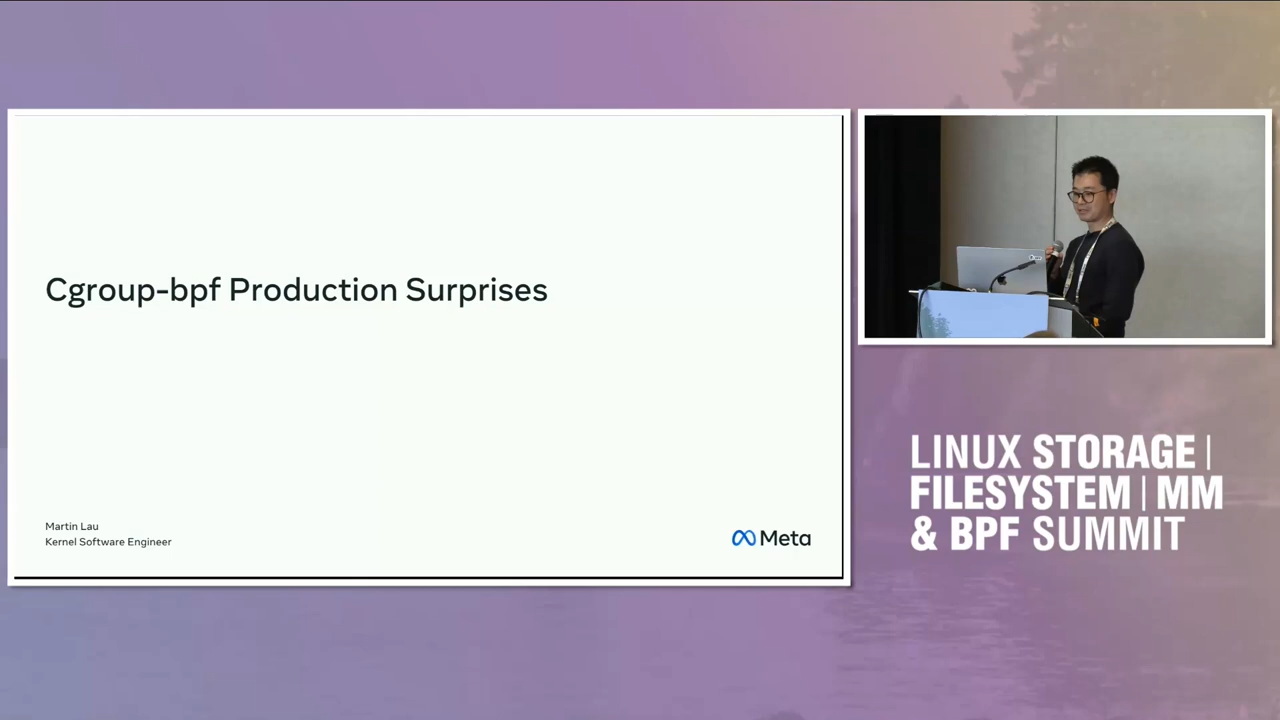 Cgroup-bpf Production Surprises
Martin Lau
Kernel Software Engineer
Meta
LINUX STORAGE |
FILESYSTEM | MM
& BPF SUMMIT